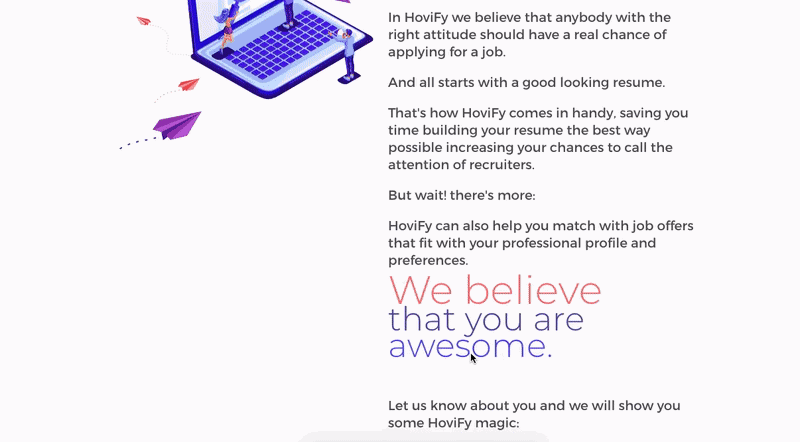 In HoviFy we believe that anybody with the
right attitude should have a real chance of
applying for a job.
And all starts with a good looking resume.
That's how HoviFy comes in handy, saving you
time building your resume the best way
possible increasing your chances to call the
attention of recruiters.
But wait! there's more:
HoviFy can also help you match with job offers
that fit with your professional profile and
preferences.
We believe
that you are
awesome.
Let us know about you and we will show you
some HoviFy magic: